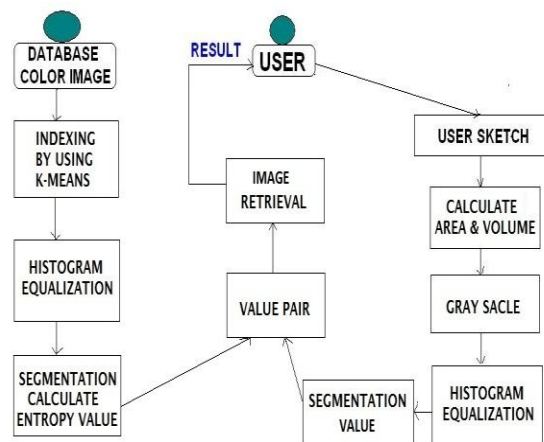 DATABASE
COLOR IMAGE
INDEXING
BY USING
K-MEANS
HISTOGRAM
EQUALIZATION
SEGMENTATION
CALCULATE
ENTROPY VALUE
RESULT
USER
IMAGE
RETRIEVAL
VALUE PAIR
SEGMENTATION
VALUE
USER SKETCH
CALCULATE
AREA & VOLUME
GRAY SACLE
HISTOGRAM
EQUALIZATION